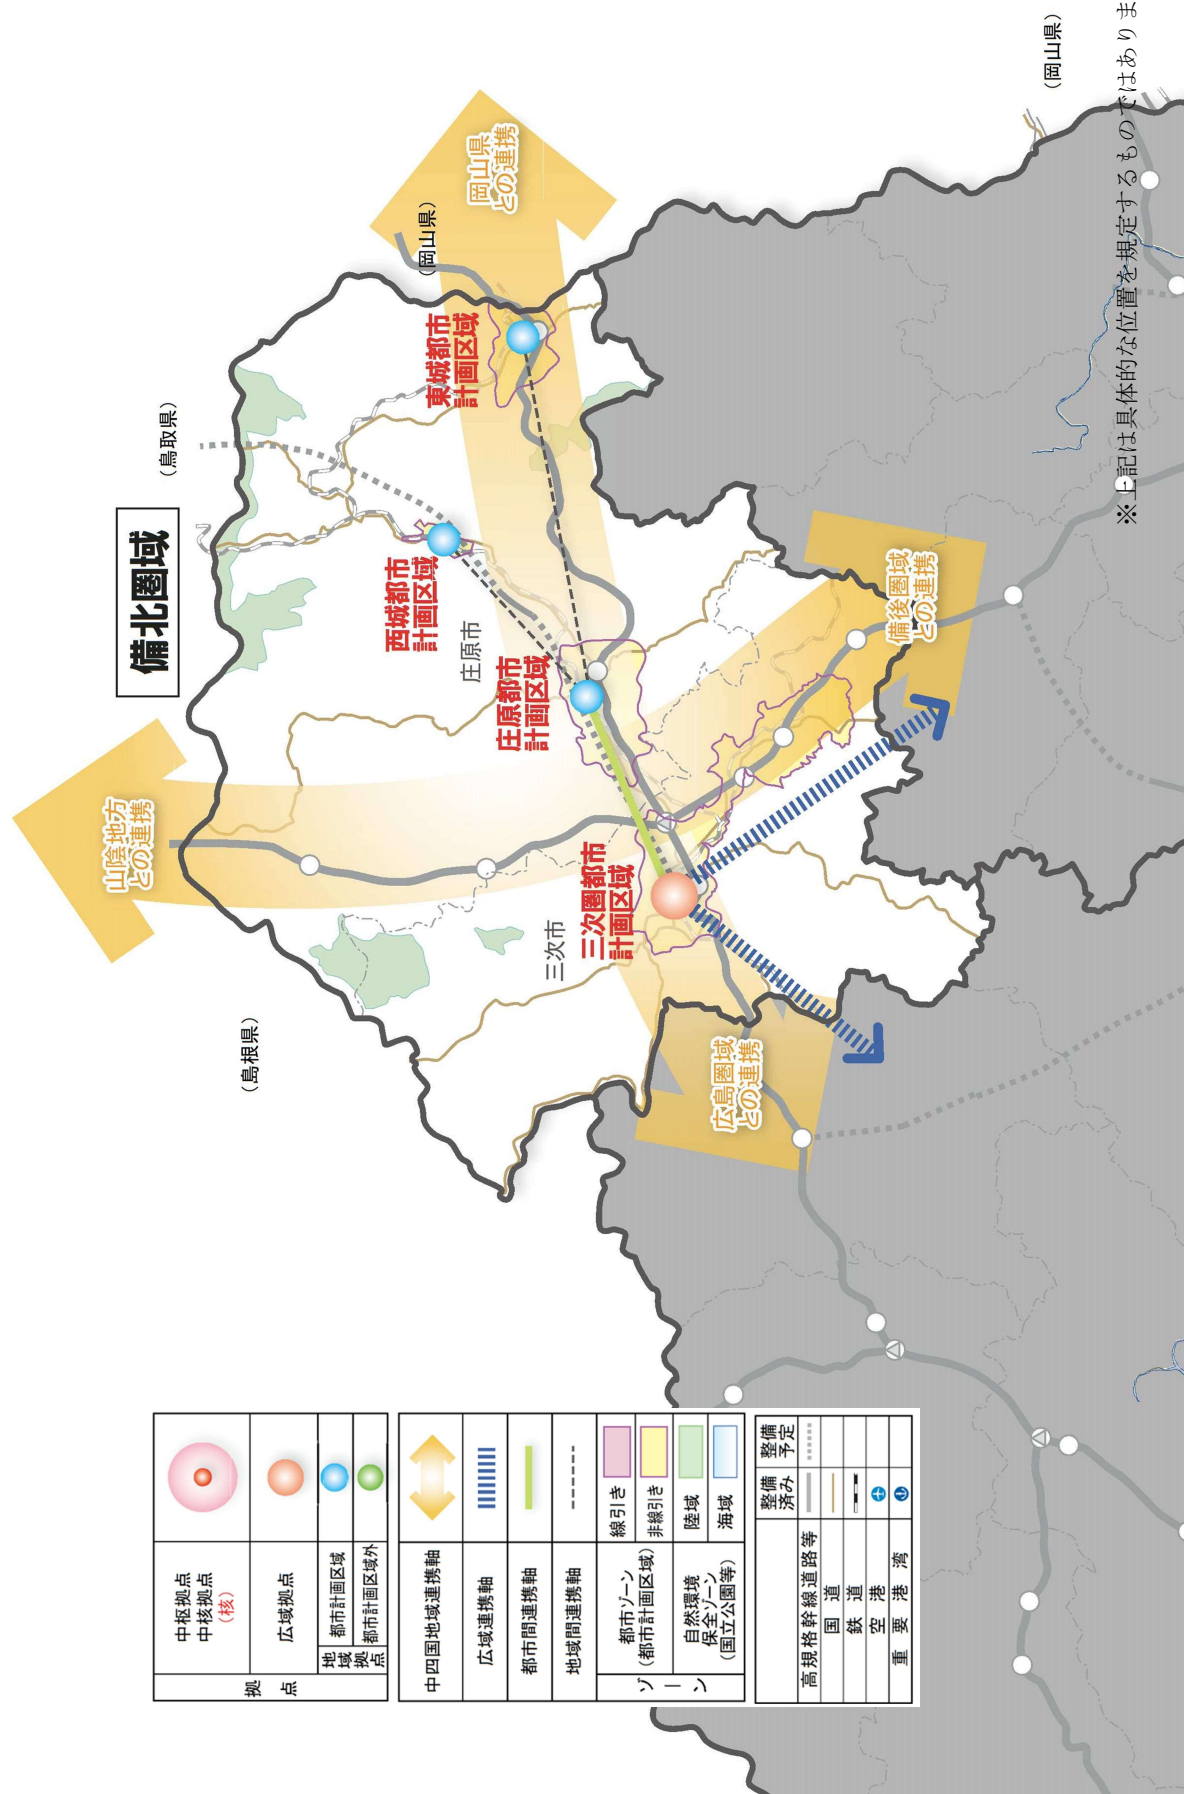 備北圏域
(鳥取県)
(島根県)
(岡山県)
(岡山県)
山陰地方
との連携
岡山県
との連携
備後圏域
との連携
広島圏域
との連携
東城都市
計画区域
西城都市
計画区域
庄原市
庄原都市
計画区域
三次市
三次圏都市
計画区域
拠点
中枢拠点
中核拠点
(核)
広域拠点
地域拠点
都市計画区域
都市計画区域外
中四国地域連携軸
広域連携軸
都市間連携軸
地域間連携軸
ゾーン
都市ゾーン
(都市計画区域)
線引き
非線引き
自然環境
保全ゾーン
(国立公園等)
陸域
海域
整備
済み
整備
予定
高規格幹線道路等
国道
鉄道
空港
重要港湾
※上記は具体的な位置を規定するものではありま